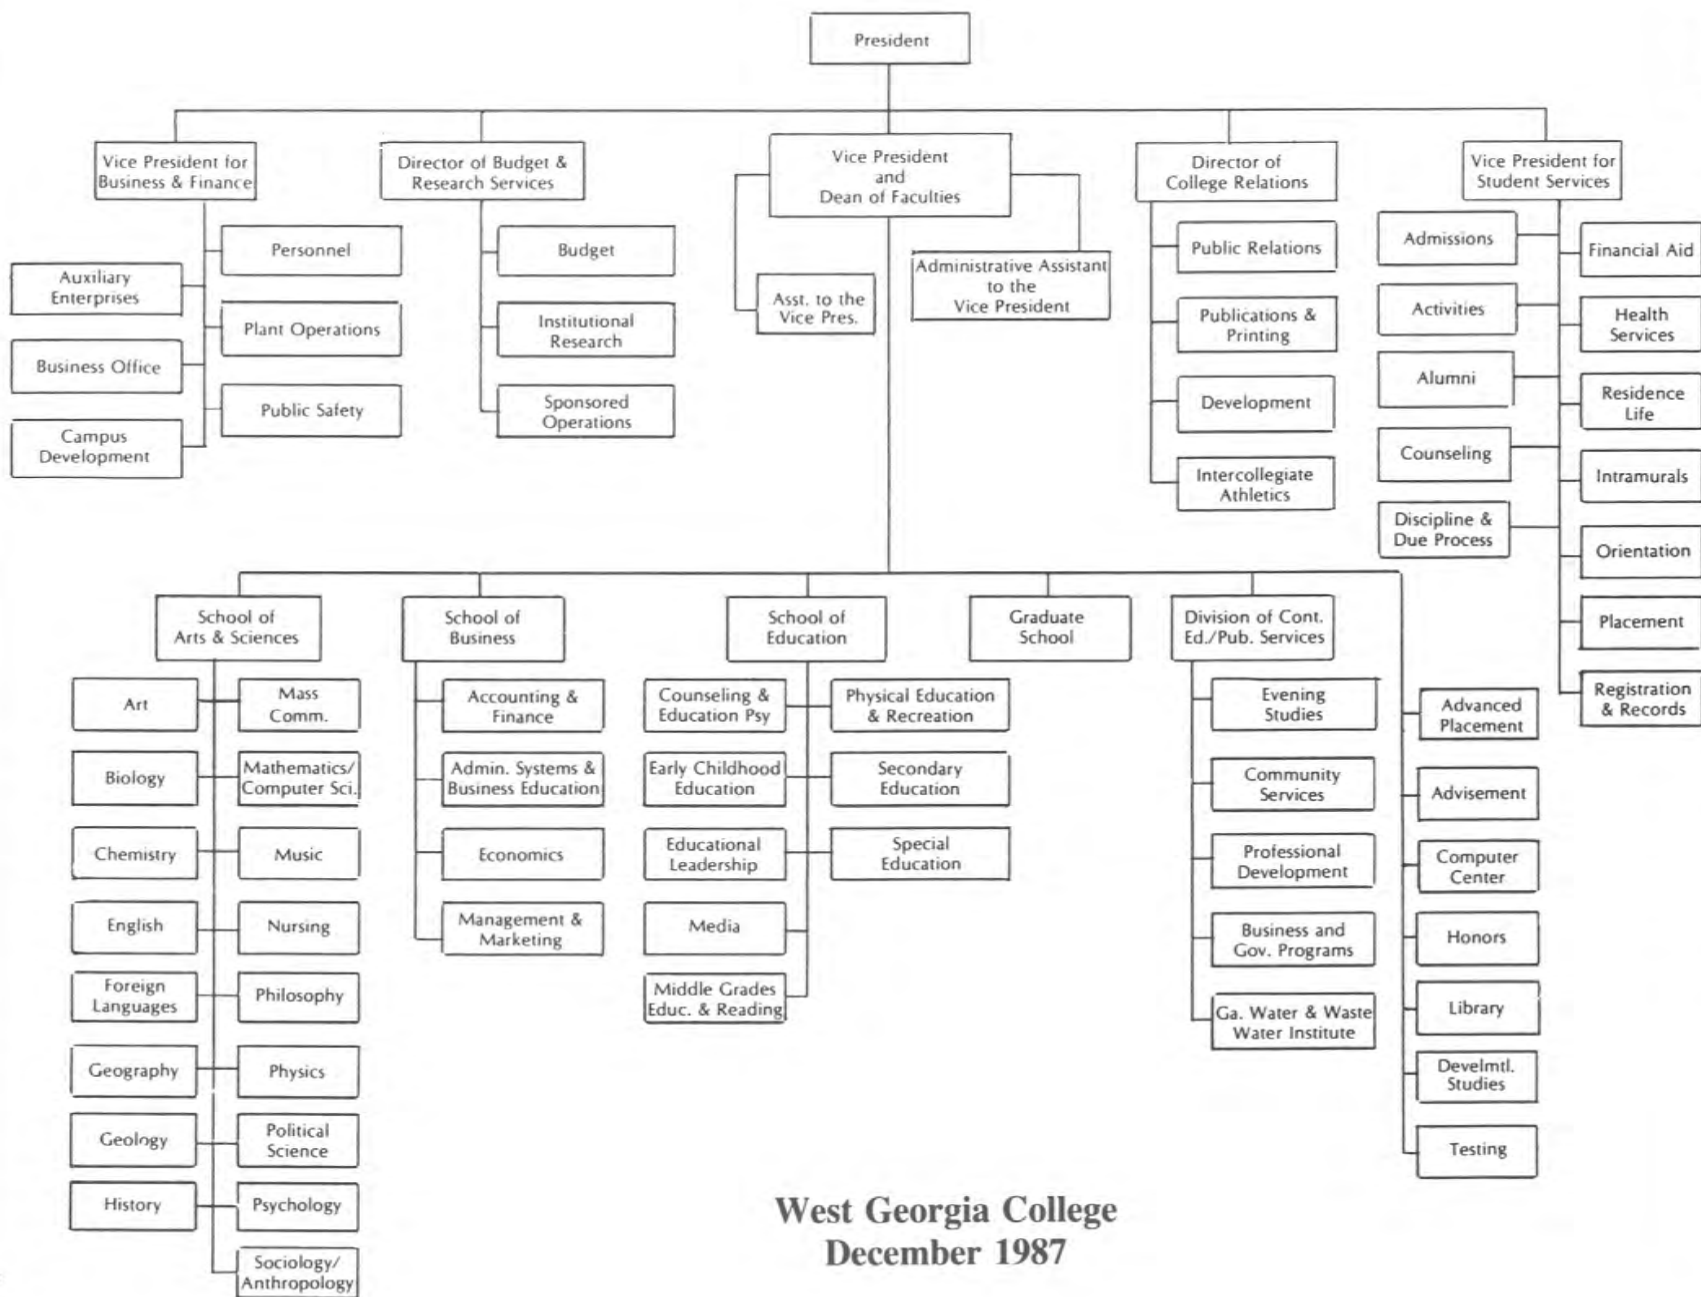 President
Vice President for
Business & Finance
Director of Budget &
Research Services
Vice President
and
Dean of Faculties
Director of
College Relations
Vice President for
Student Services
Personnel
Auxiliary
Enterprises
Plant Operations
Business Office
Public Safety
Campus
Development
Budget
Institutional
Research
Sponsored
Operations
Asst. to the
Vice Pres.
Administrative Assistant
to the
Vice President
Public Relations
Publications &
Printing
Development
Intercollegiate
Athletics
Admissions
Financial Aid
Activities
Health
Services
Alumni
Residence
Life
Counseling
Intramurals
Discipline &
Due Process
Orientation
Placement
Registration
& Records
School of
Arts & Sciences
School of
Business
School of
Education
Graduate
School
Division of Cont.
Ed./Pub. Services
Art
Mass
Comm.
Biology
Mathematics/
Computer Sci.
Chemistry
Music
English
Nursing
Foreign
Languages
Philosophy
Geography
Physics
Geology
Political
Science
History
Psychology
Sociology/
Anthropology
Accounting &
Finance
Admin. Systems &
Business Education
Economics
Management &
Marketing
Counseling &
Education Psy
Physical Education
& Recreation
Early Childhood
Education
Secondary
Education
Educational
Leadership
Special
Education
Media
Middle Grades
Educ. & Reading
Evening
Studies
Community
Services
Professional
Development
Business and
Gov. Programs
Ga. Water & Waste
Water Institute
Advanced
Placement
Advisement
Computer
Center
Honors
Library
Develmtl.
Studies
Testing
West Georgia College
December 1987